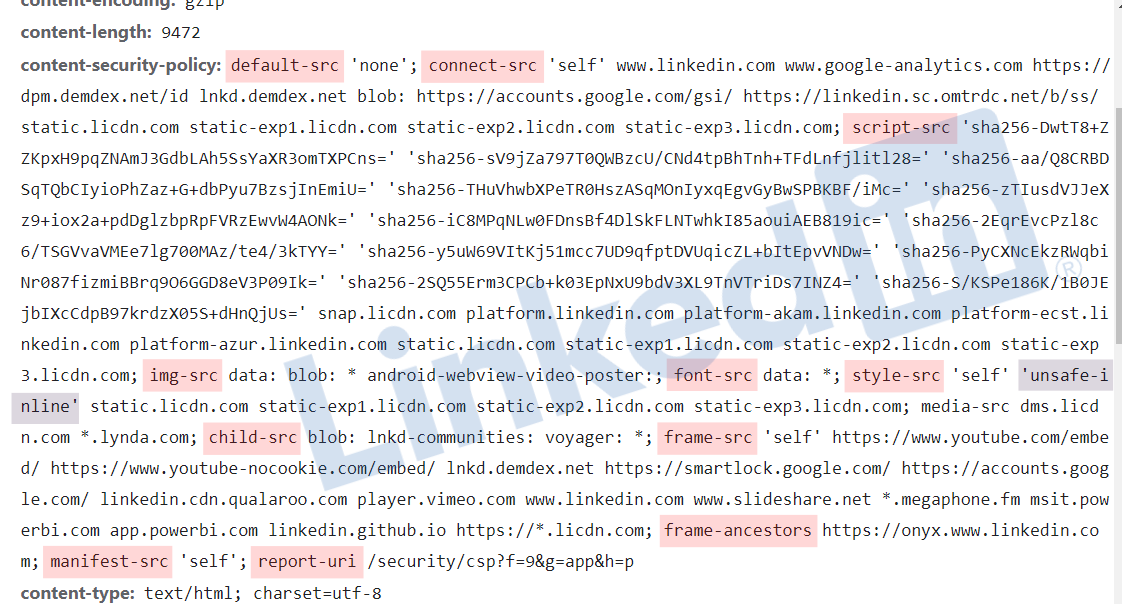 content-encoding: gzip
content-length: 9472
content-security-policy: default-src 'none'; connect-src 'self' www.linkedin.com www.google-analytics.com https://
dpm.demdex.net/id lnkd.demdex.net blob: https://accounts.google.com/gsi/ https://linkedin.sc.omtrdc.net/b/ss/
static.licdn.com static-exp1.licdn.com static-exp2.licdn.com static-exp3.licdn.com; script-src 'sha256-DwtT8+Z
ZKpxH9pqZNAmJ3GdbLAh5SsYaXR3omTXPCns=' 'sha256-sV9jZa797T0QWBzcU/CNd4tpBhTnh+TFdLnfjlitl28=' 'sha256-aa/Q8CRBD
SqTQbCIyioPhZaz+G+dbPyu7BzsjInEmiU=' 'sha256-THuVhwbXPeTR0HszASqMOnIyxqEgvGyBwSPBKBF/iMc=' 'sha256-zTIusdVJJeX
z9+iox2a+pdDglzbpRpFVRzEwvW4AONk=' 'sha256-iC8MPqNLw0FDnsBf4DlSkFLNTwhkI85aouiAEB819ic=' 'sha256-2EqrEvcPzl8c
6/TSGVvaVMEe7lg700MAz/te4/3kTYY=' 'sha256-y5uW69VItKj51mcc7UD9qfptDVUqicZL+bItEpvVNDw=' 'sha256-PyCXNcEkzRWqbi
Nr087fizmiBBrq9O6GGD8eV3P09Ik=' 'sha256-2SQ55Erm3CPCb+k03EpNxU9bdV3XL9TnVTriDs7INZ4=' 'sha256-S/KSPe186K/1B0JE
jbIXcCdpB97krdzX05S+dHnQjUs=' snap.licdn.com platform.linkedin.com platform-akam.linkedin.com platform-ecst.li
nkedin.com platform-azur.linkedin.com static.licdn.com static-exp1.licdn.com static-exp2.licdn.com static-exp
3.licdn.com; img-src data: blob: * android-webview-video-poster:; font-src data: *; style-src 'self' 'unsafe-i
nline' static.licdn.com static-exp1.licdn.com static-exp2.licdn.com static-exp3.licdn.com; media-src dms.licd
n.com *.lynda.com; child-src blob: lnkd-communities: voyager: *; frame-src 'self' https://www.youtube.com/embe
d/ https://www.youtube-nocookie.com/embed/ lnkd.demdex.net https://smartlock.google.com/ https://accounts.goog
le.com/ linkedin.cdn.qualaroo.com player.vimeo.com www.linkedin.com www.slideshare.net *.megaphone.fm msit.pow
erbi.com app.powerbi.com linkedin.github.io https://*.licdn.com; frame-ancestors https://onyx.www.linkedin.co
m; manifest-src 'self'; report-uri /security/csp?f=9&g=app&h=p
content-type: text/html; charset=utf-8
Linkedin®